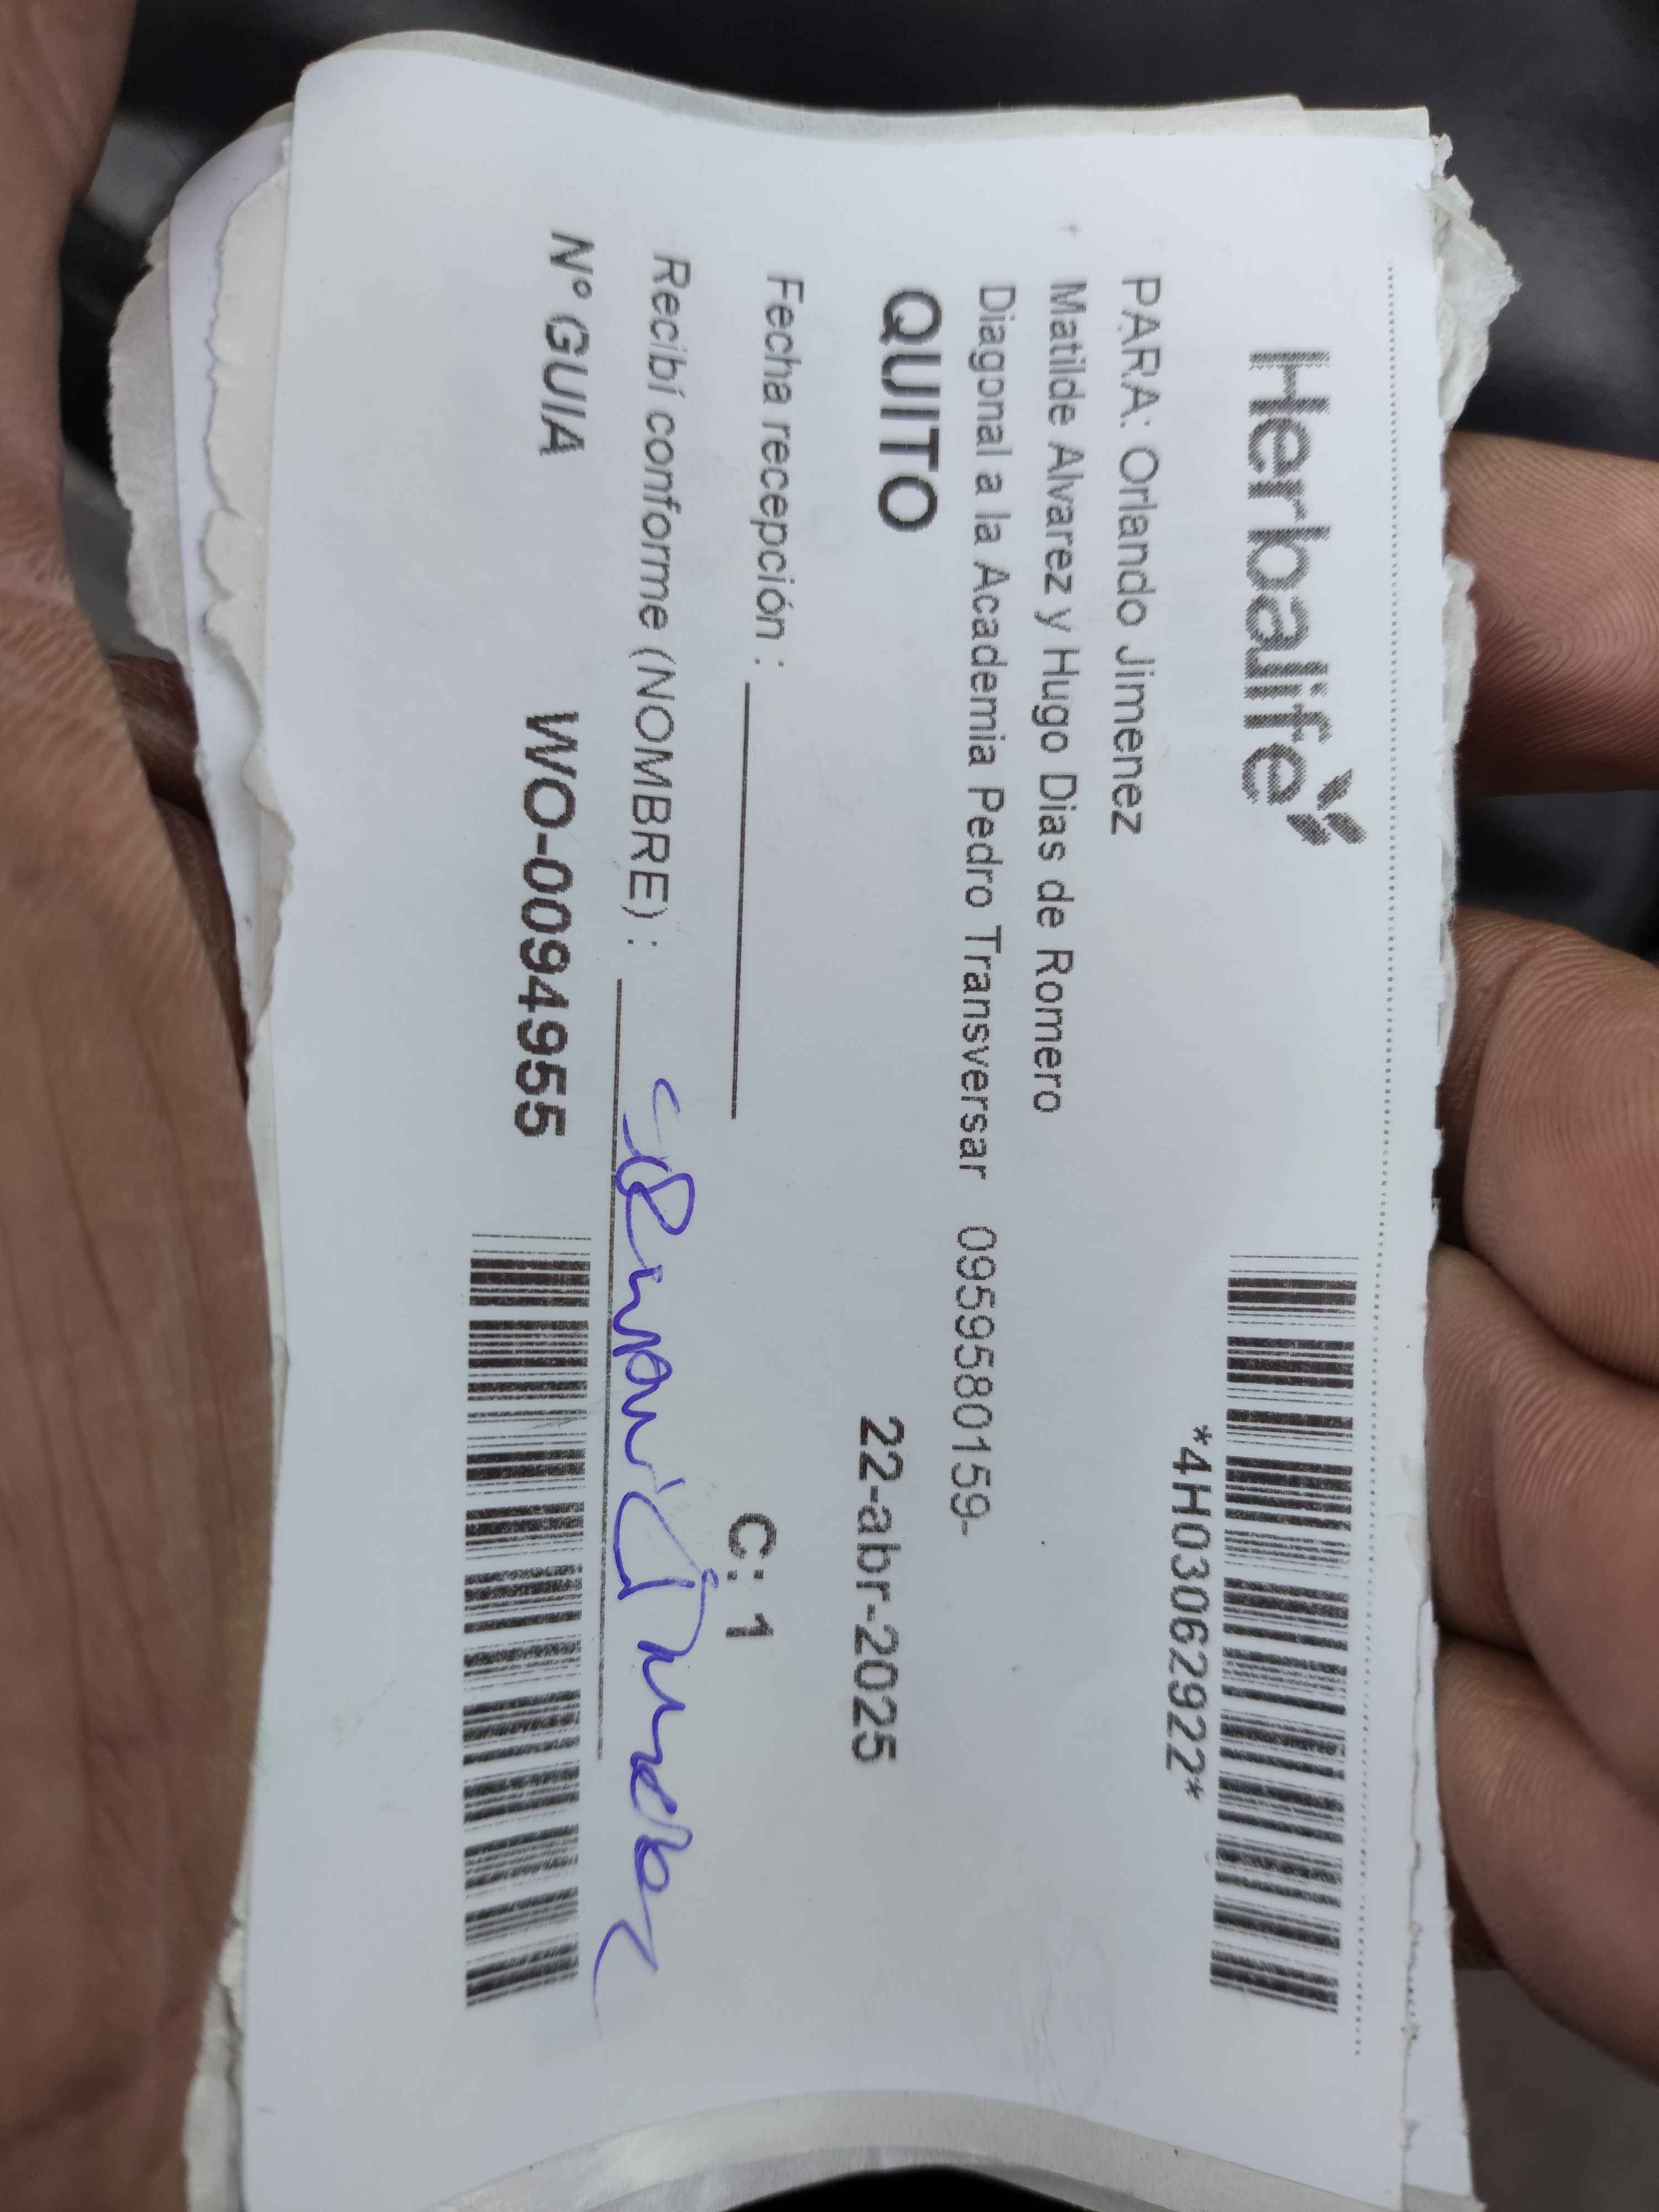 Herbalife
*4H03062922*
PARA: Orlando Jimenez
Matilde Alvarez y Hugo Dias de Romero
Diagonal a la Academia Pedro Transversar 0959580159-
QUITO 22-abr-2025
Fecha recepción : C: 1
Recibí conforme (NOMBRE) :
Nº GUIA WO-0094955